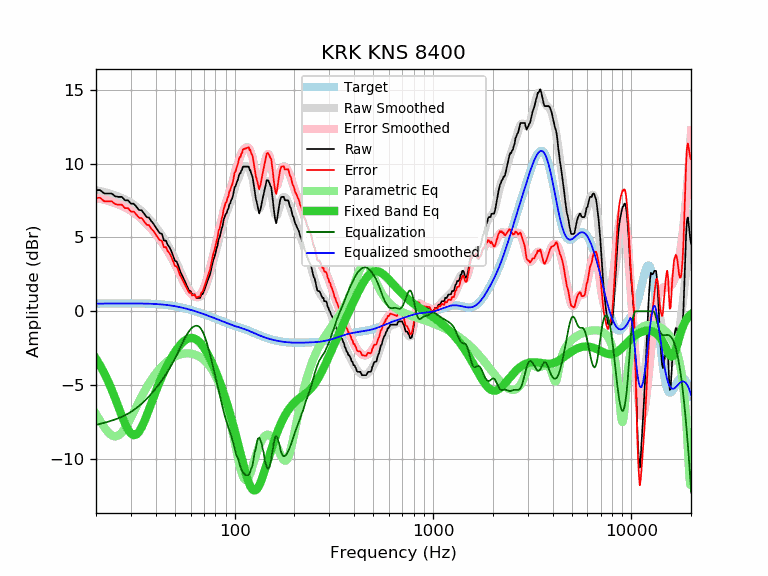 KRK KNS 8400
Target
Raw Smoothed
Error Smoothed
Raw
Error
Parametric Eq
Fixed Band Eq
Equalization
Equalized smoothed
15
10
5
0
−5
−10
Amplitude (dBr)
100
1000
10000
Frequency (Hz)